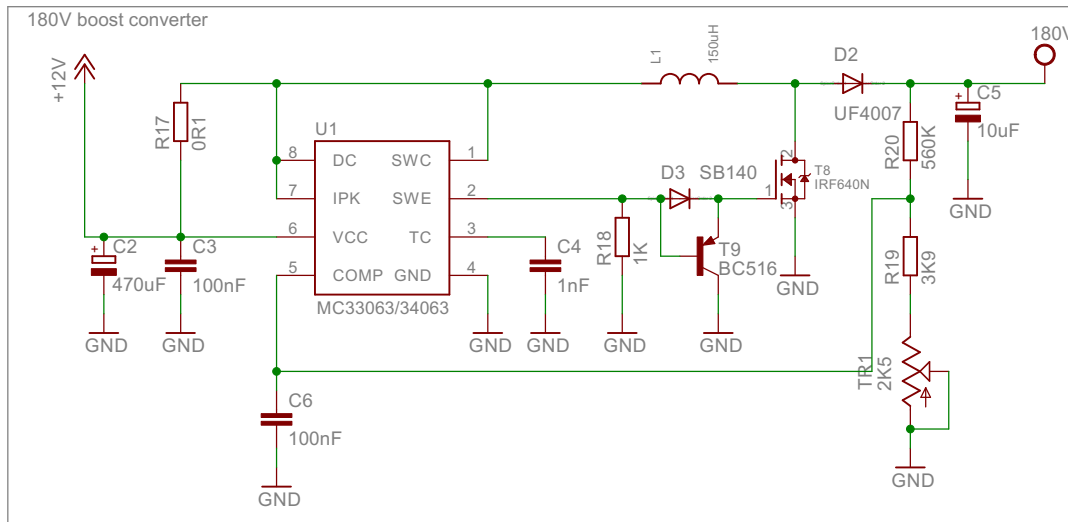 180V boost converter
+12V
R17
0R1
U1
8
DC
SWC
1
7
IPK
SWE
2
6
VCC
TC
3
5
COMP
GND
4
MC33063/34063
C2
+
470uF
GND
C3
100nF
GND
GND
C4
1nF
GND
R18
1K
GND
D3
SB140
T9
BC516
GND
L1
150uH
1
2
3
T8
IRF640N
GND
D2
UF4007
180V
+
C5
10uF
GND
R20
560K
R19
3K9
TR1
2K5
GND
C6
100nF
GND